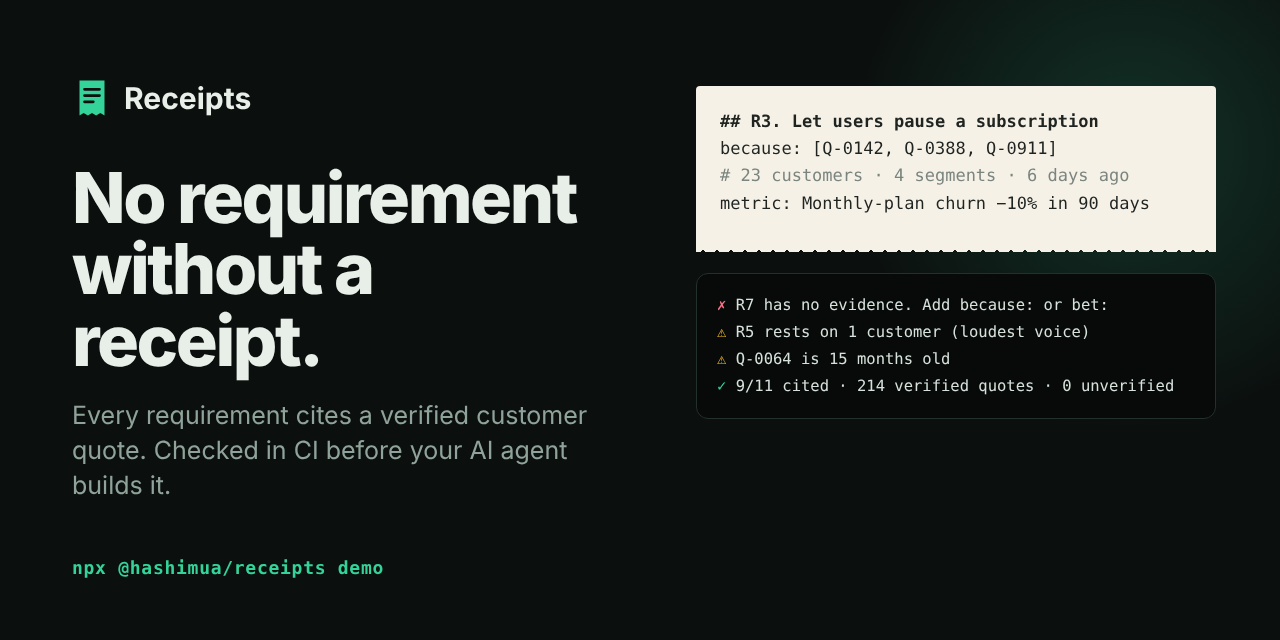 Receipts
No requirement
without a
receipt.
Every requirement cites a verified customer
quote. Checked in CI before your AI agent
builds it.
npx @hashimua/receipts demo
## R3. Let users pause a subscription
because: [Q-0142, Q-0388, Q-0911]
# 23 customers · 4 segments · 6 days ago
metric: Monthly-plan churn −10% in 90 days
✗ R7 has no evidence. Add because: or bet:
⚠ R5 rests on 1 customer (loudest voice)
⚠ Q-0064 is 15 months old
✓ 9/11 cited · 214 verified quotes · 0 unverified